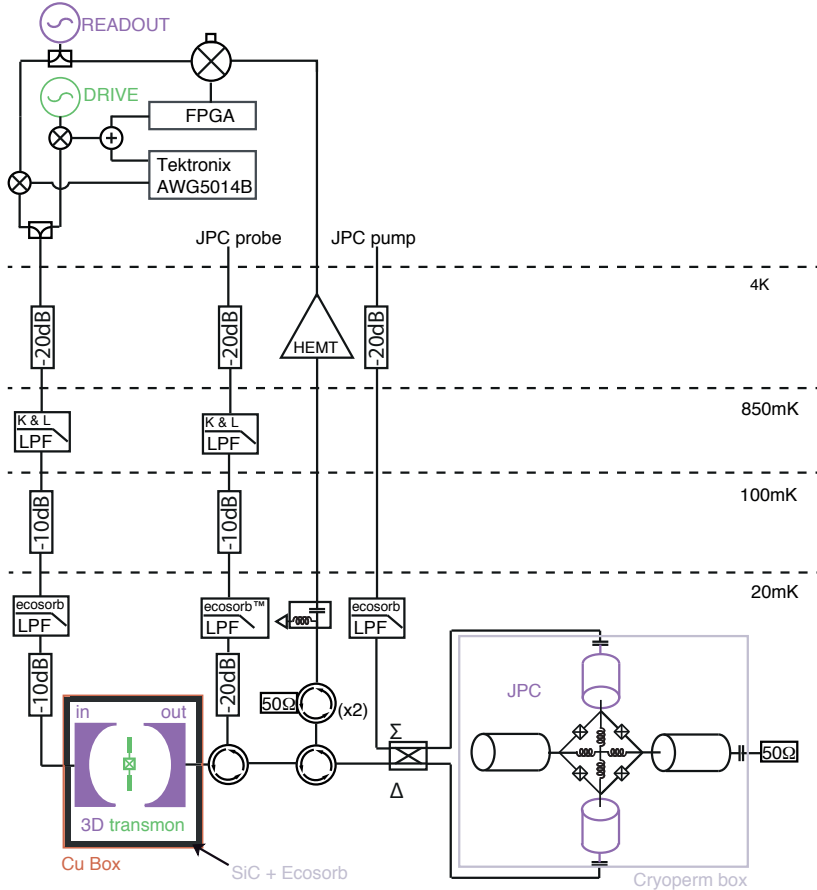 READOUT
DRIVE
FPGA
Tektronix
AWG5014B
JPC probe
JPC pump
4K
-20dB
-20dB
HEMT
-20dB
850mK
K & L
LPF
K & L
LPF
100mK
-10dB
-10dB
20mK
ecosorb
LPF
ecosorb™
LPF
ecosorb
LPF
-10dB
-20dB
50Ω
(x2)
Σ
Δ
JPC
50Ω
in
out
3D transmon
Cu Box
SiC + Ecosorb
Cryoperm box